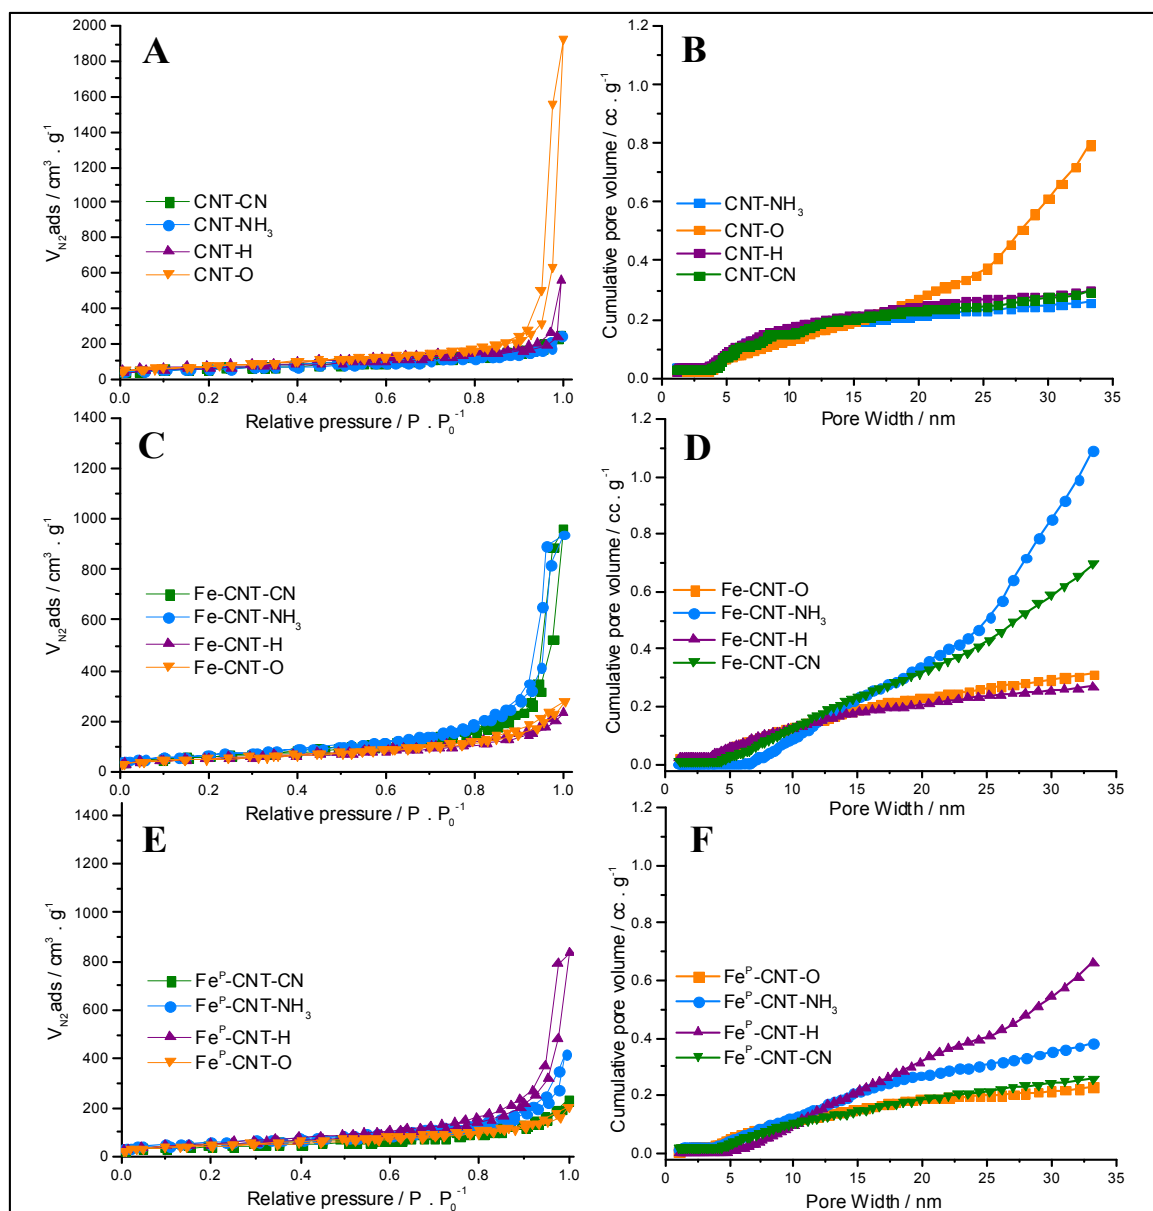 A
V_N2 ads / cm³ . g⁻¹
2000
1800
1600
1400
1200
1000
800
600
400
200
0
CNT-CN
CNT-NH₃
CNT-H
CNT-O
0.0 0.2 0.4 0.6 0.8 1.0
Relative pressure / P . P₀⁻¹
B
Cumulative pore volume / cc . g⁻¹
1.2
1.0
0.8
0.6
0.4
0.2
0.0
CNT-NH₃
CNT-O
CNT-H
CNT-CN
0 5 10 15 20 25 30 35
Pore Width / nm
C
V_N2 ads / cm³ . g⁻¹
1400
1200
1000
800
600
400
200
0
Fe-CNT-CN
Fe-CNT-NH₃
Fe-CNT-H
Fe-CNT-O
0.0 0.2 0.4 0.6 0.8 1.0
Relative pressure / P . P₀⁻¹
D
Cumulative pore volume / cc . g⁻¹
1.2
1.0
0.8
0.6
0.4
0.2
0.0
Fe-CNT-O
Fe-CNT-NH₃
Fe-CNT-H
Fe-CNT-CN
0 5 10 15 20 25 30 35
Pore Width / nm
E
V_N2 ads / cm³ . g⁻¹
1400
1200
1000
800
600
400
200
0
Feᴾ-CNT-CN
Feᴾ-CNT-NH₃
Feᴾ-CNT-H
Feᴾ-CNT-O
0.0 0.2 0.4 0.6 0.8 1.0
Relative pressure / P . P₀⁻¹
F
Cumulative pore volume / cc . g⁻¹
1.2
1.0
0.8
0.6
0.4
0.2
0.0
Feᴾ-CNT-O
Feᴾ-CNT-NH₃
Feᴾ-CNT-H
Feᴾ-CNT-CN
0 5 10 15 20 25 30 35
Pore Width / nm